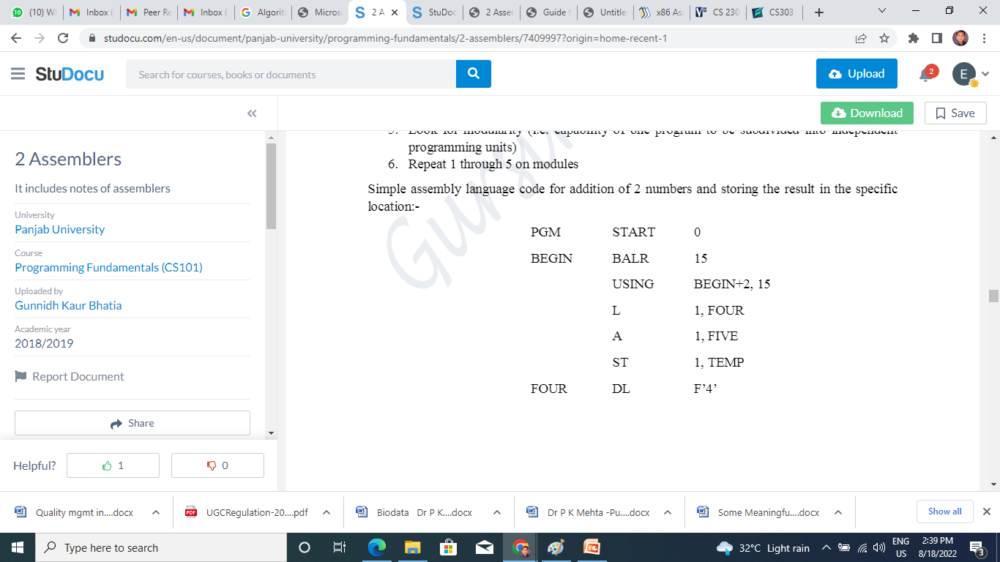 (10) W
Inbox (
Peer Re
Inbox (
Algorit
Micros
2 A
StuDoc
2 Asser
Guide t
Untitle
x86 As
CS 230
CS303
studocu.com/en-us/document/panjab-university/programming-fundamentals/2-assemblers/7409997?origin=home-recent-1
StuDocu
Search for courses, books or documents
Upload
2
E
Download
Save
2 Assemblers
It includes notes of assemblers
University
Panjab University
Course
Programming Fundamentals (CS101)
Uploaded by
Gunnidh Kaur Bhatia
Academic year
2018/2019
Report Document
Share
Helpful?
1
0
5. Look for modularity (i.e. capability of one program to be subdivided into independent
programming units)
6. Repeat 1 through 5 on modules
Simple assembly language code for addition of 2 numbers and storing the result in the specific
location:-
PGM START 0
BEGIN BALR 15
USING BEGIN+2, 15
L 1, FOUR
A 1, FIVE
ST 1, TEMP
FOUR DL F’4’
Quality mgmt in....docx
UGCRegulation-20....pdf
Biodata Dr P K....docx
Dr P K Mehta -Pu....docx
Some Meaningfu....docx
Show all
Type here to search
32°C Light rain
ENG
US
2:39 PM
8/18/2022
3